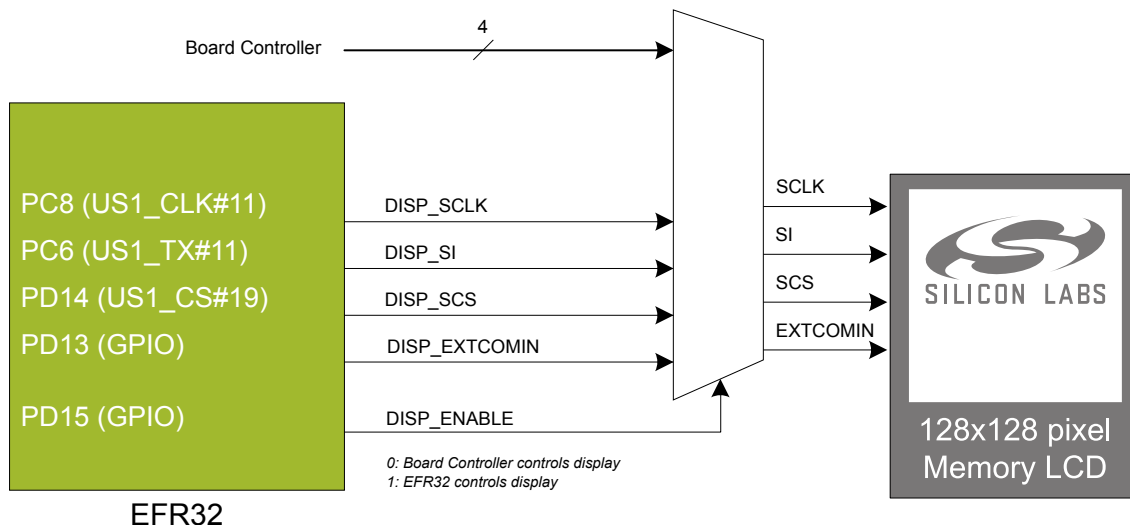 4
Board Controller
PC8 (US1_CLK#11)
PC6 (US1_TX#11)
PD14 (US1_CS#19)
PD13 (GPIO)
PD15 (GPIO)
EFR32
DISP_SCLK
DISP_SI
DISP_SCS
DISP_EXTCOMIN
DISP_ENABLE
0: Board Controller controls display
1: EFR32 controls display
SCLK
SI
SCS
EXTCOMIN
SILICON LABS
128x128 pixel
Memory LCD